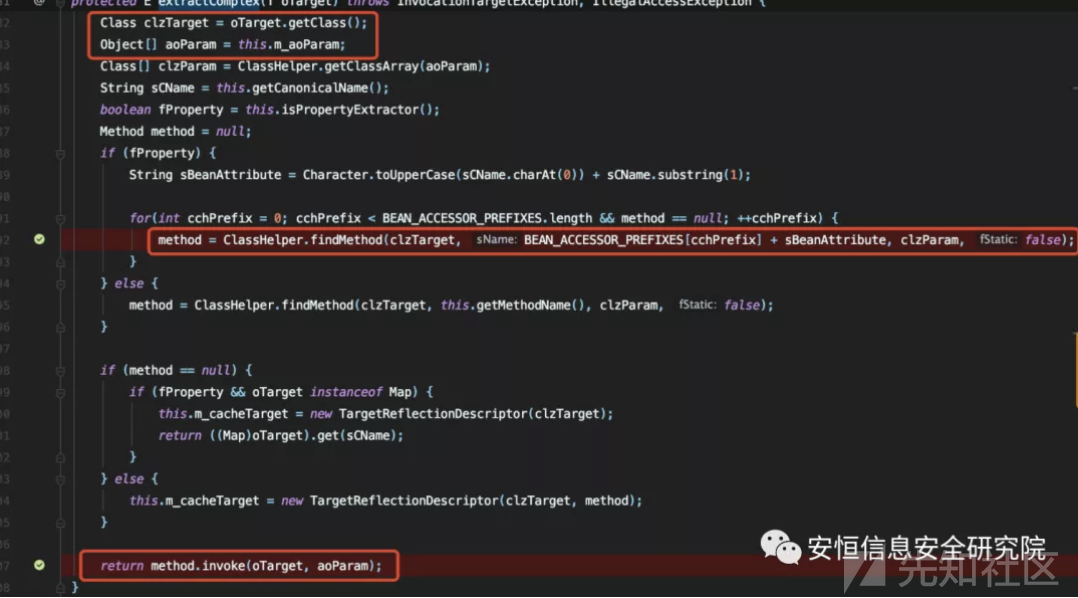 protected E extractComplex(T oTarget) throws InvocationTargetException, IllegalAccessException {
Class clzTarget = oTarget.getClass();
Object[] aoParam = this.m_aoParam;
Class[] clzParam = ClassHelper.getClassArray(aoParam);
String sCName = this.getCanonicalName();
boolean fProperty = this.isPropertyExtractor();
Method method = null;
if (fProperty) {
String sBeanAttribute = Character.toUpperCase(sCName.charAt(0)) + sCName.substring(1);
for(int cchPrefix = 0; cchPrefix < BEAN_ACCESSOR_PREFIXES.length && method == null; ++cchPrefix) {
method = ClassHelper.findMethod(clzTarget, sName: BEAN_ACCESSOR_PREFIXES[cchPrefix] + sBeanAttribute, clzParam, fStatic: false);
}
} else {
method = ClassHelper.findMethod(clzTarget, this.getMethodName(), clzParam, fStatic: false);
}
if (method == null) {
if (fProperty && oTarget instanceof Map) {
this.m_cacheTarget = new TargetReflectionDescriptor(clzTarget);
return ((Map)oTarget).get(sCName);
}
} else {
this.m_cacheTarget = new TargetReflectionDescriptor(clzTarget, method);
}
return method.invoke(oTarget, aoParam);
}
安恒信息安全研究院
先知社区